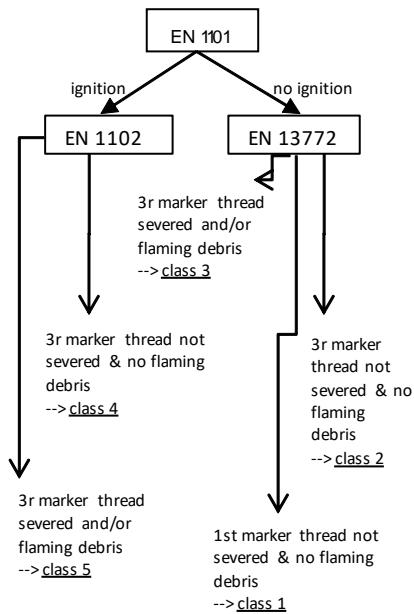 EN 1101
ignition
no ignition
EN 1102
EN 13772
3r marker thread
severed and/or
flaming debris
--> class 3
3r marker thread not
severed & no flaming
debris
--> class 4
3r marker
thread not
severed & no
flaming
debris
--> class 2
3r marker thread
severed and/or
flaming debris
--> class 5
1st marker thread not
severed & no flaming
debris
--> class 1